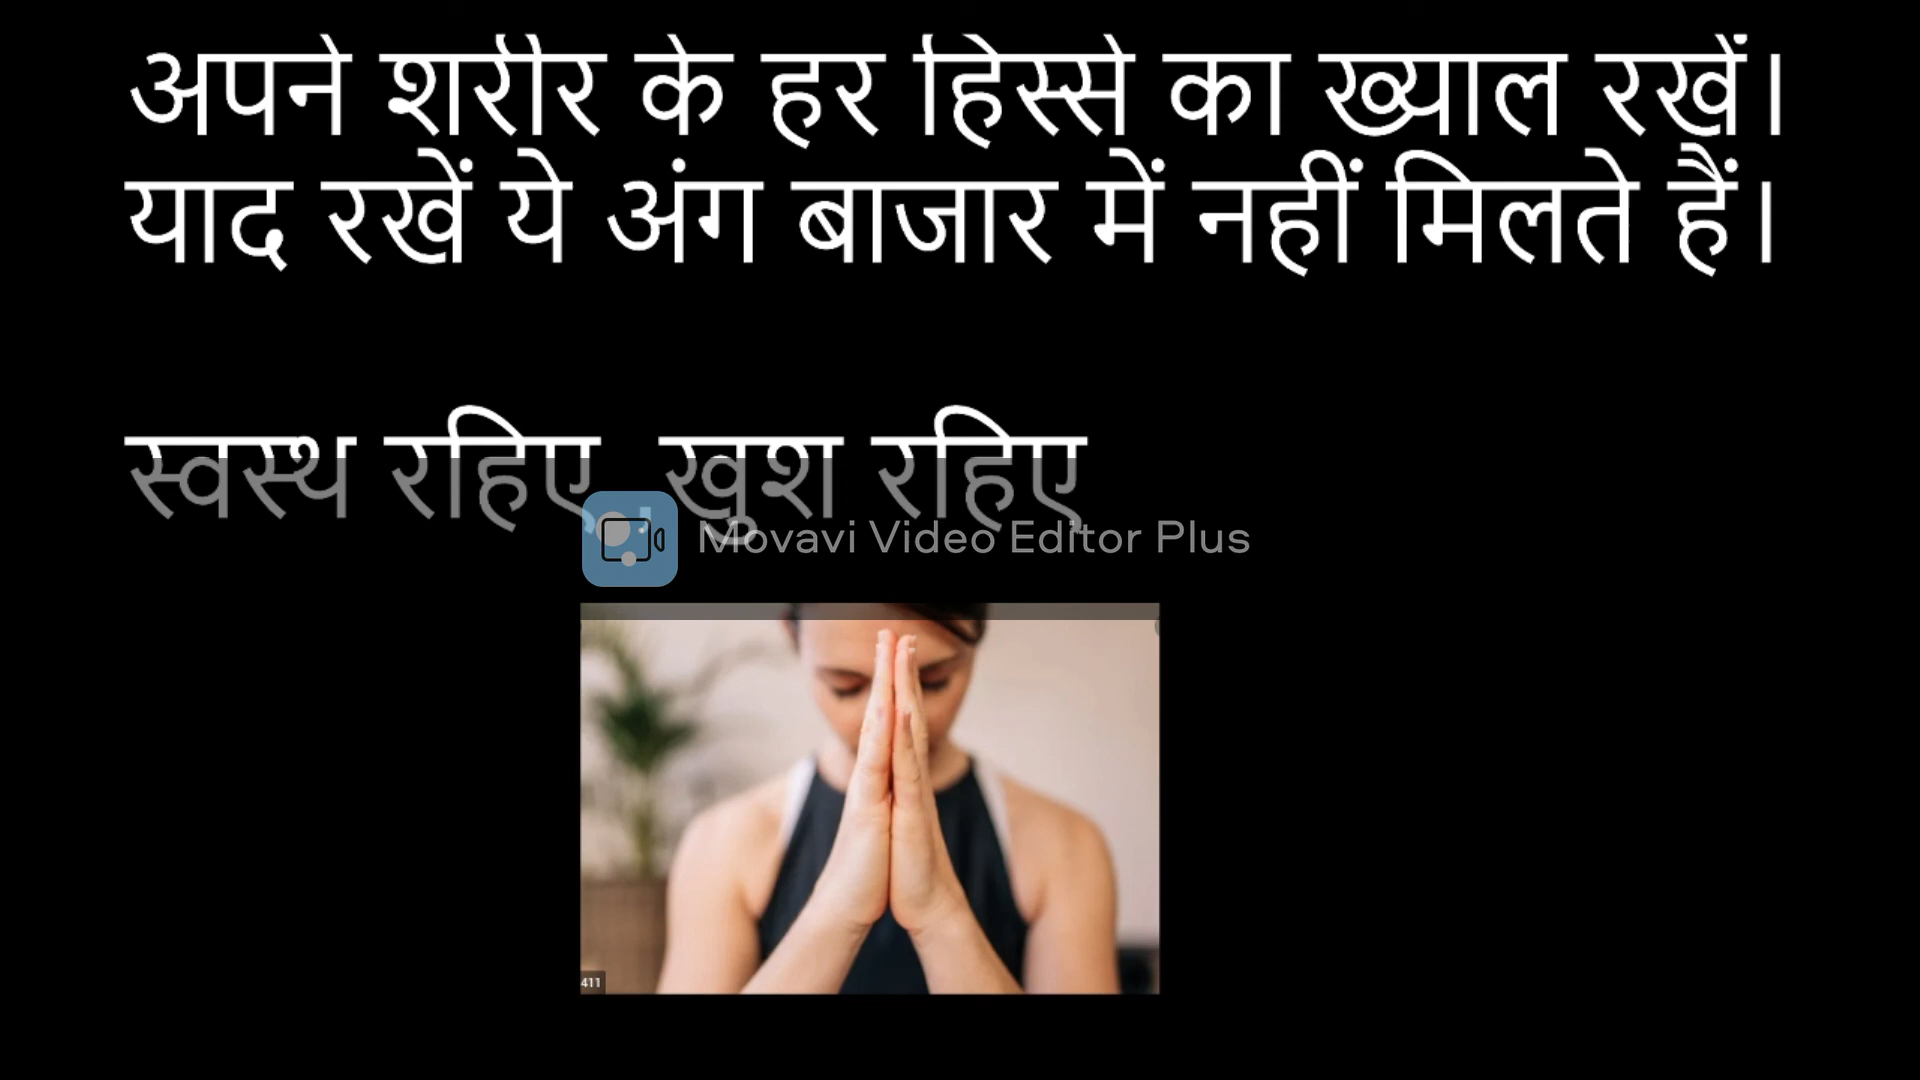 अपने शरीर के हर हिस्से का ख्याल रखें।
याद रखें ये अंग बाजार में नहीं मिलते हैं।
स्वस्थ रहिए, खुश रहिए
Movavi Video Editor Plus
411